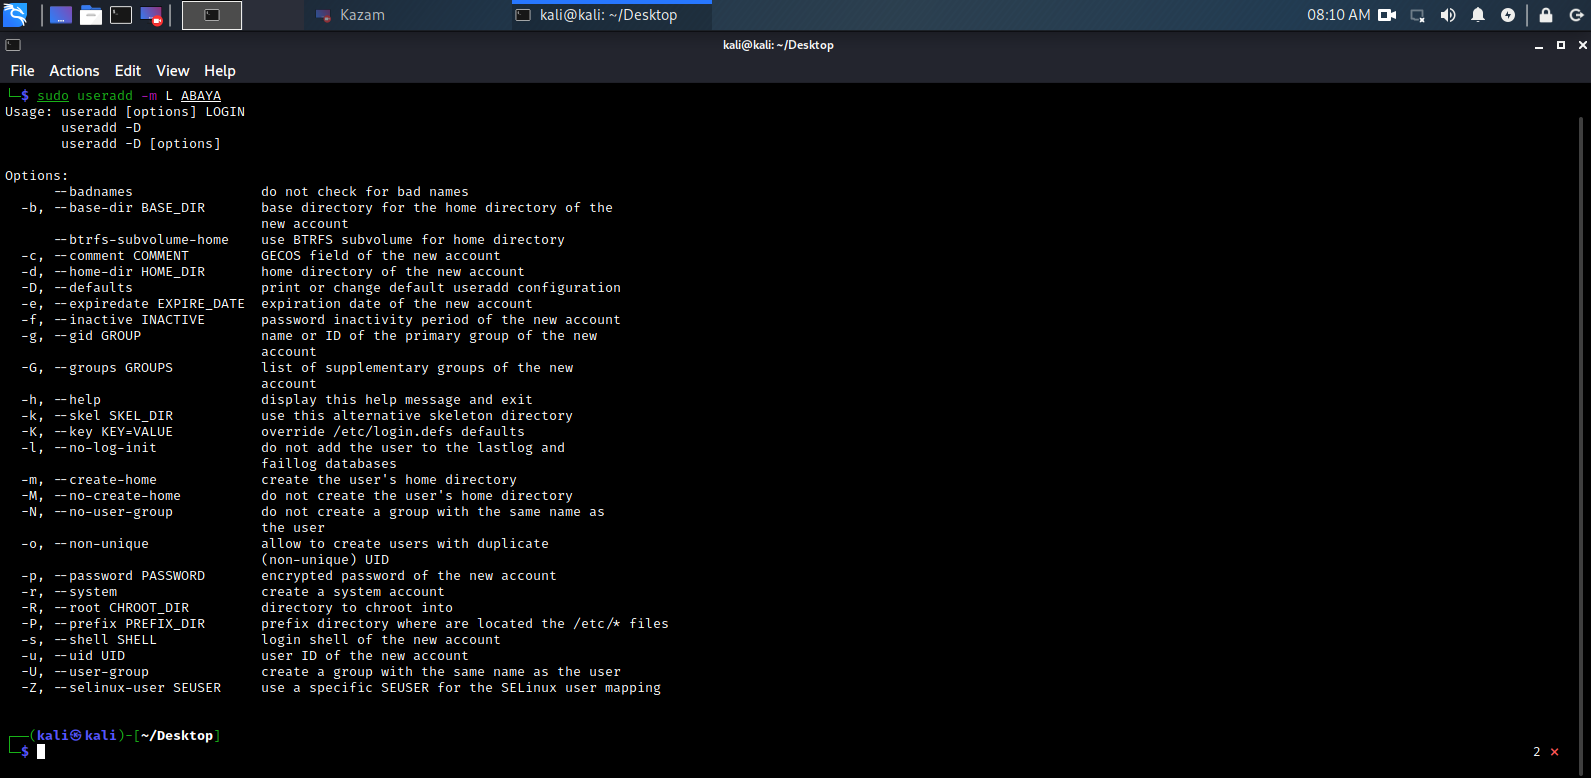 Kazam
kali@kali: ~/Desktop
08:10 AM
kali@kali: ~/Desktop
File Actions Edit View Help
└─$ sudo useradd -m L ABAYA
Usage: useradd [options] LOGIN
       useradd -D
       useradd -D [options]

Options:
      --badnames                do not check for bad names
  -b, --base-dir BASE_DIR       base directory for the home directory of the
                                new account
      --btrfs-subvolume-home    use BTRFS subvolume for home directory
  -c, --comment COMMENT         GECOS field of the new account
  -d, --home-dir HOME_DIR       home directory of the new account
  -D, --defaults                print or change default useradd configuration
  -e, --expiredate EXPIRE_DATE  expiration date of the new account
  -f, --inactive INACTIVE       password inactivity period of the new account
  -g, --gid GROUP               name or ID of the primary group of the new
                                account
  -G, --groups GROUPS           list of supplementary groups of the new
                                account
  -h, --help                    display this help message and exit
  -k, --skel SKEL_DIR           use this alternative skeleton directory
  -K, --key KEY=VALUE           override /etc/login.defs defaults
  -l, --no-log-init             do not add the user to the lastlog and
                                faillog databases
  -m, --create-home             create the user's home directory
  -M, --no-create-home          do not create the user's home directory
  -N, --no-user-group           do not create a group with the same name as
                                the user
  -o, --non-unique              allow to create users with duplicate
                                (non-unique) UID
  -p, --password PASSWORD       encrypted password of the new account
  -r, --system                  create a system account
  -R, --root CHROOT_DIR         directory to chroot into
  -P, --prefix PREFIX_DIR       prefix directory where are located the /etc/* files
  -s, --shell SHELL             login shell of the new account
  -u, --uid UID                 user ID of the new account
  -U, --user-group              create a group with the same name as the user
  -Z, --selinux-user SEUSER     use a specific SEUSER for the SELinux user mapping

┌──(kali㉿kali)-[~/Desktop]
└─$ 2 ⨯